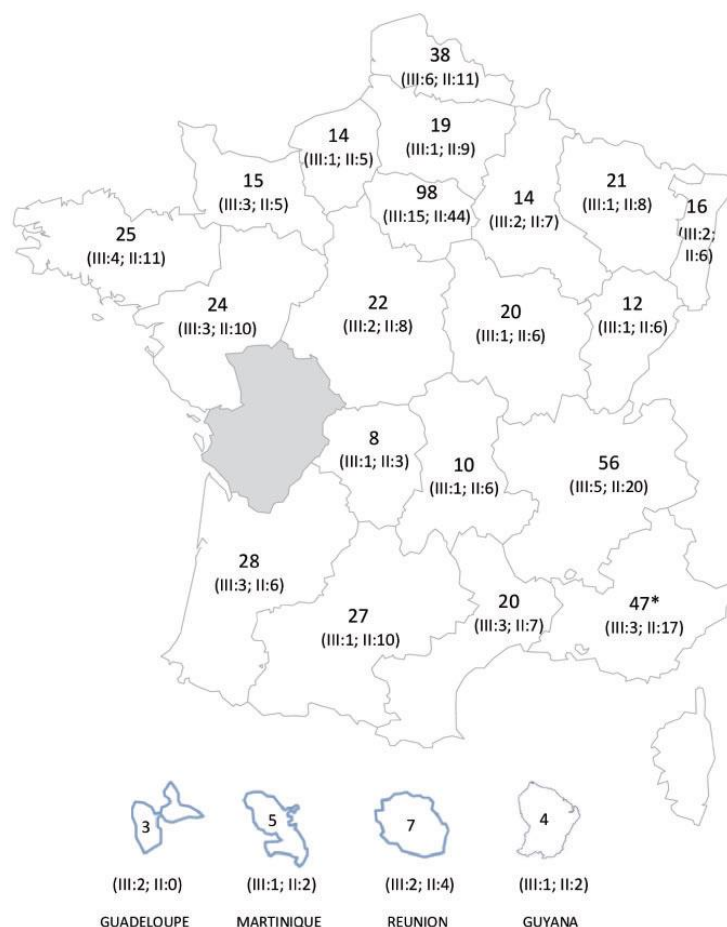 38
(III:6; II:11)
19
(III:1; II:9)
14
(III:1; II:5)
15
(III:3; II:5)
98
(III:15; II:44)
14
(III:2; II:7)
21
(III:1; II:8)
16
(III:2;
II:6)
25
(III:4; II:11)
24
(III:3; II:10)
22
(III:2; II:8)
20
(III:1; II:6)
12
(III:1; II:6)
8
(III:1; II:3)
10
(III:1; II:6)
56
(III:5; II:20)
28
(III:3; II:6)
27
(III:1; II:10)
20
(III:3; II:7)
47*
(III:3; II:17)
3
5
7
4
(III:2; II:0)
(III:1; II:2)
(III:2; II:4)
(III:1; II:2)
GUADELOUPE
MARTINIQUE
REUNION
GUYANA